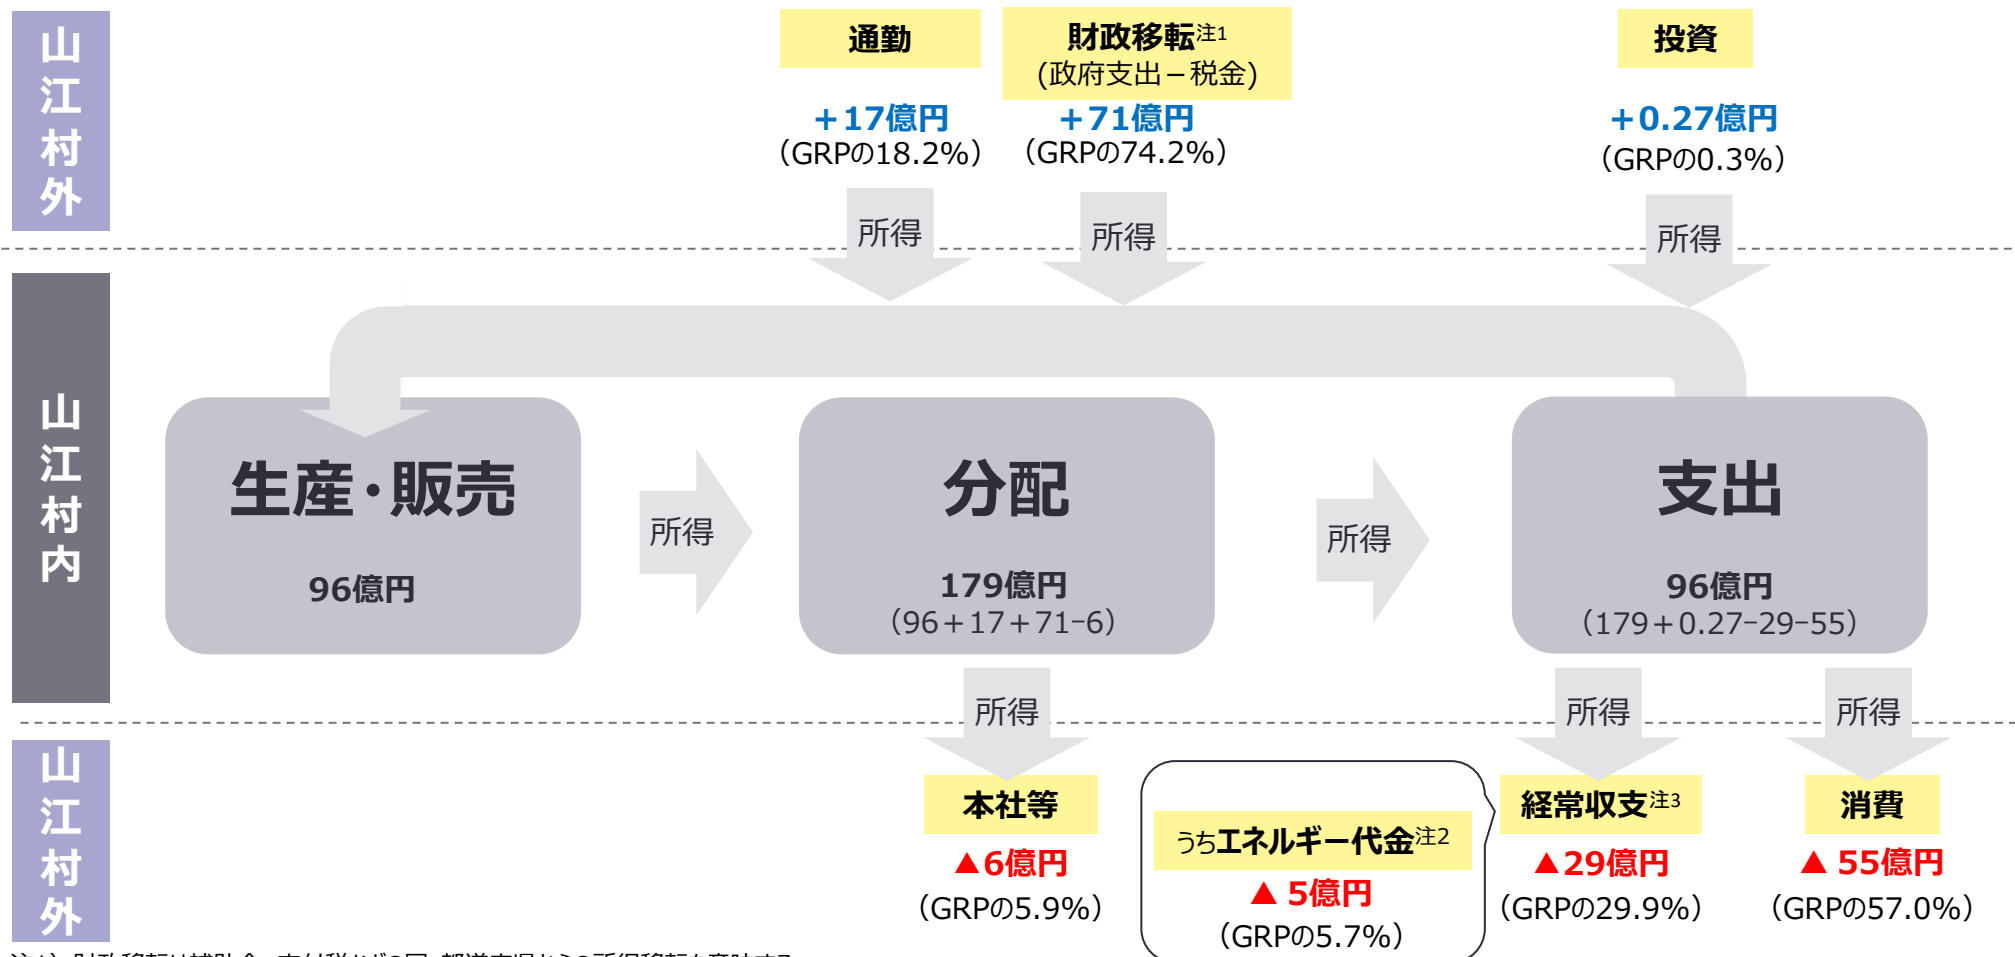 山江村外
通勤
財政移転注1
(政府支出－税金)
投資
＋17億円
（GRPの18.2%）
＋71億円
（GRPの74.2%）
＋0.27億円
（GRPの0.3%）
所得
所得
所得
山江村内
生産・販売
96億円
所得
分配
179億円
（96＋17＋71−6）
所得
支出
96億円
（179＋0.27−29−55）
所得
所得
所得
山江村外
本社等
▲6億円
（GRPの5.9%）
うちエネルギー代金注2
▲ 5億円
（GRPの5.7%）
経常収支注3
▲29億円
（GRPの29.9%）
消費
▲ 55億円
（GRPの57.0%）